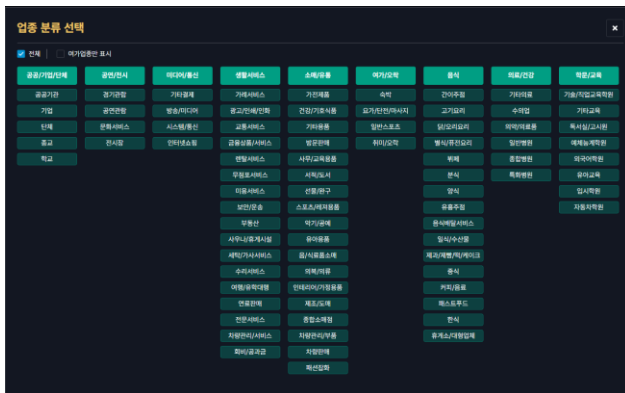 업종 분류 선택
×
전체 여가업종만 표시
공공/기업/단체 공연/전시 미디어/통신 생활서비스 소매/유통 여가/오락 음식 의료/건강 학문/교육
공공기관 경기관람 기타결제 가례서비스 가전제품 숙박 간이주점 기타의료 기술/직업교육학원
기업 공연관람 방송/미디어 광고/인쇄/인화 건강/기호식품 요가/단전/마사지 고기요리 수의업 기타교육
단체 문화서비스 시스템/통신 교통서비스 기타용품 일반스포츠 닭/오리요리 의약/의료품 독서실/고시원
종교 전시장 인터넷쇼핑 금융상품/서비스 방문판매 취미/오락 별식/퓨전요리 일반병원 예체능계학원
학교 렌탈서비스 사무/교육용품 뷔페 종합병원 외국어학원
무점포서비스 서적/도서 분식 특화병원 유아교육
미용서비스 선물/완구 양식 입시학원
보안/운송 스포츠/레저용품 유흥주점 자동차학원
부동산 악기/공예 음식배달서비스
사우나/휴게시설 유아용품 일식/수산물
세탁/가사서비스 음/식료품소매 제과/제빵/떡/케이크
수리서비스 의복/의류 중식
여행/유학대행 인테리어/가정용품 커피/음료
연료판매 제조/도매 패스트푸드
전문서비스 종합소매점 한식
차량관리/서비스 차량관리/부품 휴게소/대형업체
회비/공과금 차량판매
패션잡화